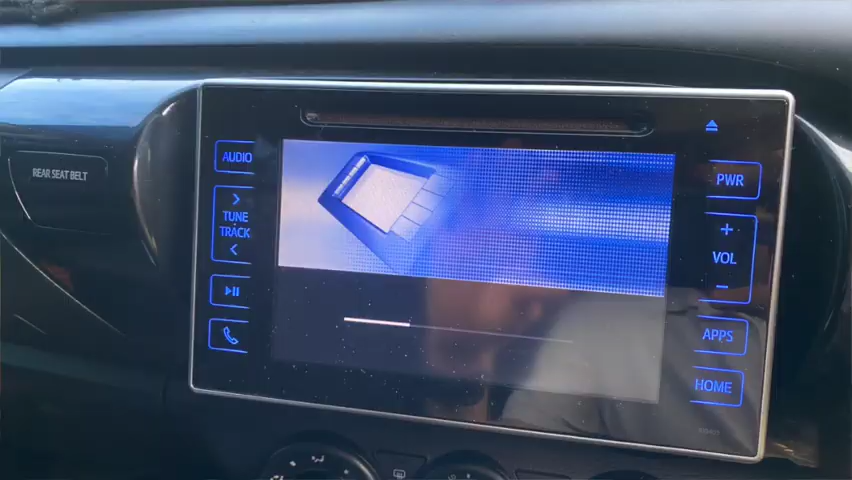 REAR SEAT BELT
AUDIO
>
TUNE
TRACK
<
PWR
+
VOL
−
APPS
HOME